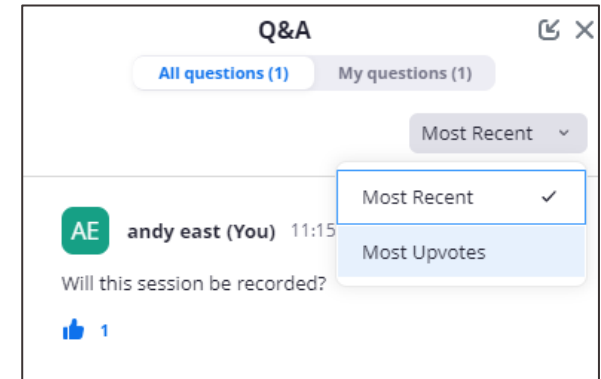 Q&A
All questions (1) My questions (1)
Most Recent
Most Recent
AE andy east (You) 11:15
Most Upvotes
Will this session be recorded?
1